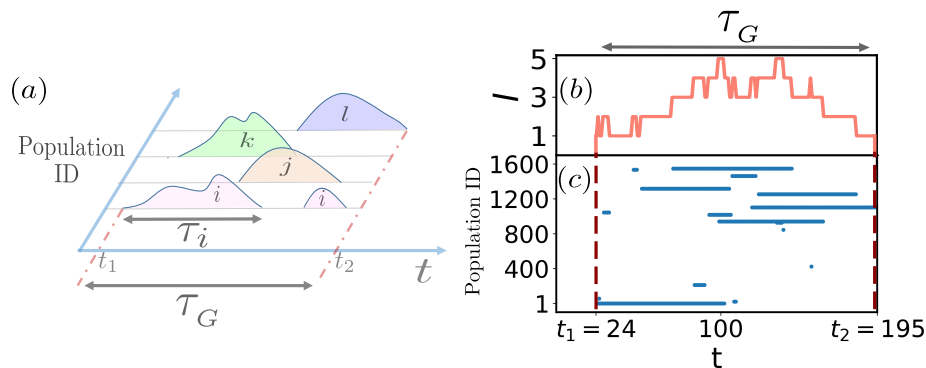 (a)
Population
ID
l
k
j
i
i
τ_i
t_1
t_2
t
τ_G
τ_G
I
5
3
1
(b)
Population ID
1600
1200
800
400
1
(c)
t_1 = 24
100
t_2 = 195
t